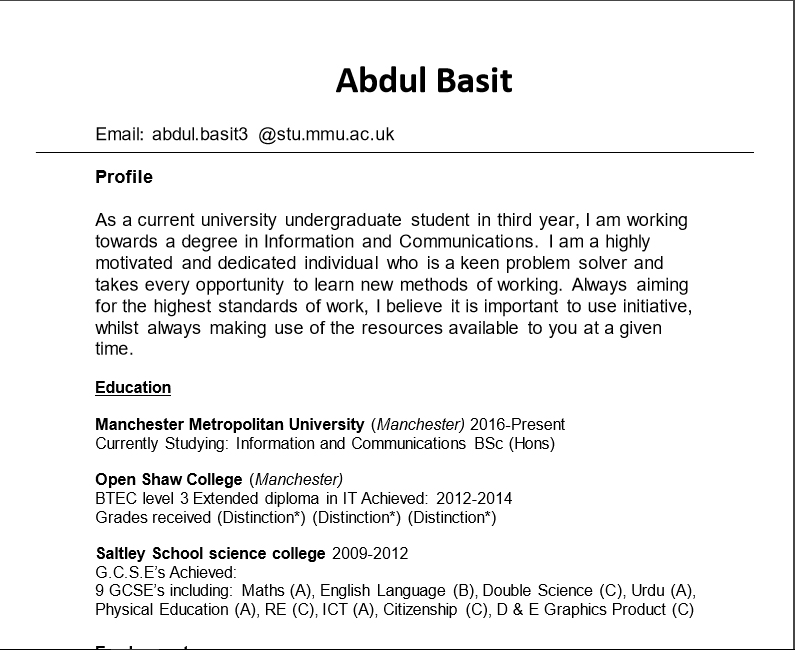 Abdul Basit
Email: abdul.basit3 @stu.mmu.ac.uk
Profile
As a current university undergraduate student in third year, I am working
towards a degree in Information and Communications. I am a highly
motivated and dedicated individual who is a keen problem solver and
takes every opportunity to learn new methods of working. Always aiming
for the highest standards of work, I believe it is important to use initiative,
whilst always making use of the resources available to you at a given
time.
Education
Manchester Metropolitan University (Manchester) 2016-Present
Currently Studying: Information and Communications BSc (Hons)
Open Shaw College (Manchester)
BTEC level 3 Extended diploma in IT Achieved: 2012-2014
Grades received (Distinction*) (Distinction*) (Distinction*)
Saltley School science college 2009-2012
G.C.S.E's Achieved:
9 GCSE's including: Maths (A), English Language (B), Double Science (C), Urdu (A),
Physical Education (A), RE (C), ICT (A), Citizenship (C), D & E Graphics Product (C)